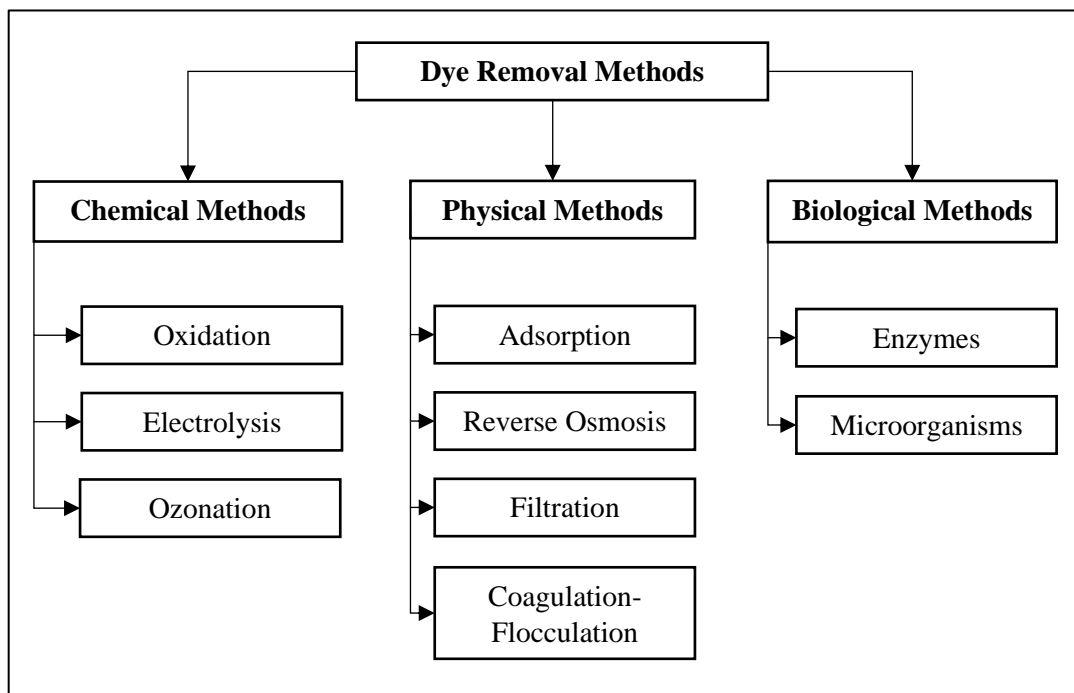 Dye Removal Methods
Chemical Methods
Oxidation
Electrolysis
Ozonation
Physical Methods
Adsorption
Reverse Osmosis
Filtration
Coagulation-
Flocculation
Biological Methods
Enzymes
Microorganisms